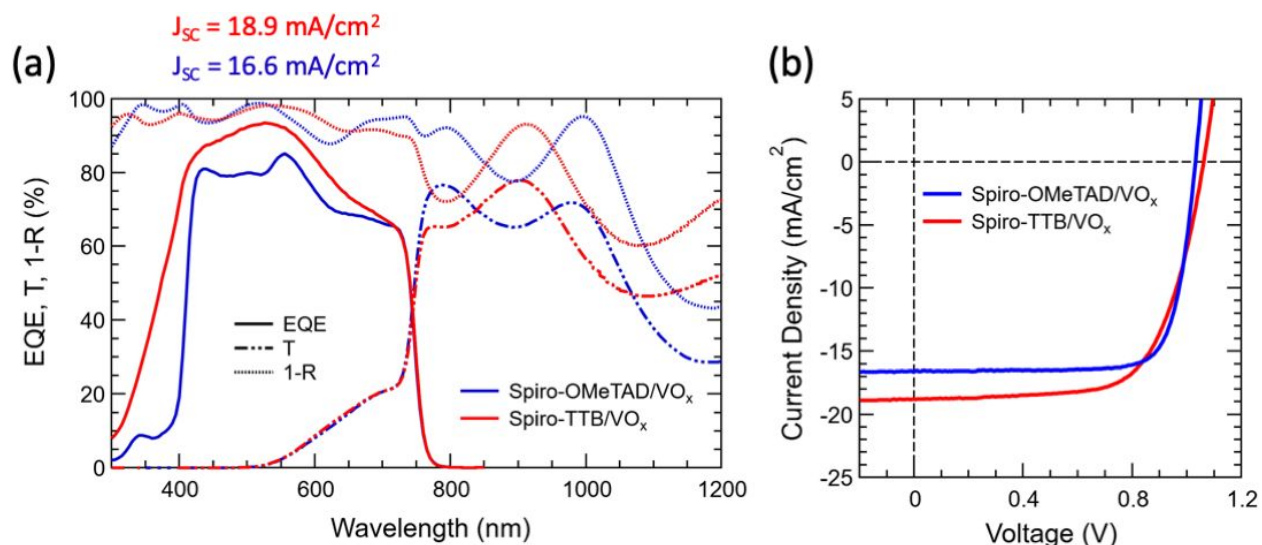 J_SC = 18.9 mA/cm²
J_SC = 16.6 mA/cm²
(a)
EQE, T, 1-R (%)
100
80
60
40
20
0
EQE
T
1-R
Spiro-OMeTAD/VOₓ
Spiro-TTB/VOₓ
400
600
800
1000
1200
Wavelength (nm)
(b)
Current Density (mA/cm²)
5
0
-5
-10
-15
-20
-25
Spiro-OMeTAD/VOₓ
Spiro-TTB/VOₓ
0
0.4
0.8
1.2
Voltage (V)